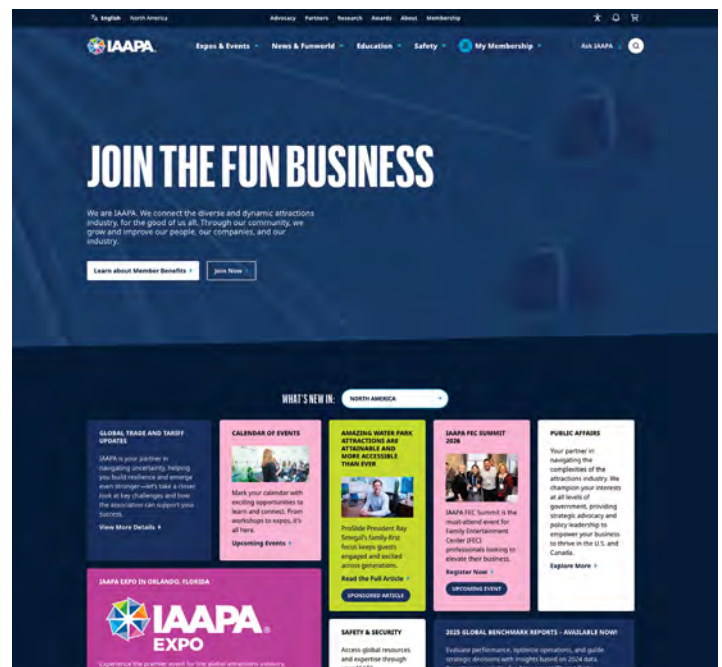 English North America
Advocacy Partners Research Awards About Membership
IAAPA.
Expos & Events News & Funworld Education Safety My Membership Ask IAAPA
JOIN THE FUN BUSINESS
We are IAAPA. We connect the diverse and dynamic attractions
industry, for the good of us all. Through our community, we
grow and improve our people, our companies, and our
industry.
Learn about Member Benefits
Join Now
WHAT'S NEW IN:
NORTH AMERICA
GLOBAL TRADE AND TARIFF
UPDATES
IAAPA is your partner in
navigating uncertainty, helping
you build resilience and emerge
even stronger—let's take a closer
look at key challenges and how
the association can support your
success.
View More Details
CALENDAR OF EVENTS
Mark your calendar with
exciting opportunities to
learn and connect. From
workshops to expos, it's
all here.
Upcoming Events
AMAZING WATER PARK
ATTRACTIONS ARE
ATTAINABLE AND
MORE ACCESSIBLE
THAN EVER
ProSlide President Ray
Smegal's family-first
focus keeps guests
engaged and excited
across generations.
Read the Full Article
SPONSORED ARTICLE
IAAPA FEC SUMMIT
2026
IAAPA FEC Summit is the
must-attend event for
Family Entertainment
Center (FEC)
professionals looking to
elevate their business.
Register Now
UPCOMING EVENT
PUBLIC AFFAIRS
Your partner in
navigating the
complexities of the
attractions industry. We
champion your interests
at all levels of
government, providing
strategic advocacy and
policy leadership to
empower your business
to thrive in the U.S. and
Canada.
Explore More
IAAPA EXPO IN ORLANDO, FLORIDA
IAAPA.
EXPO
Experience the premier event for the global attractions industry,
SAFETY & SECURITY
Access global resources
and expertise through
2025 GLOBAL BENCHMARK REPORTS - AVAILABLE NOW!
Evaluate performance, optimize operations, and guide
strategic decisions with insights based on 2024 data.